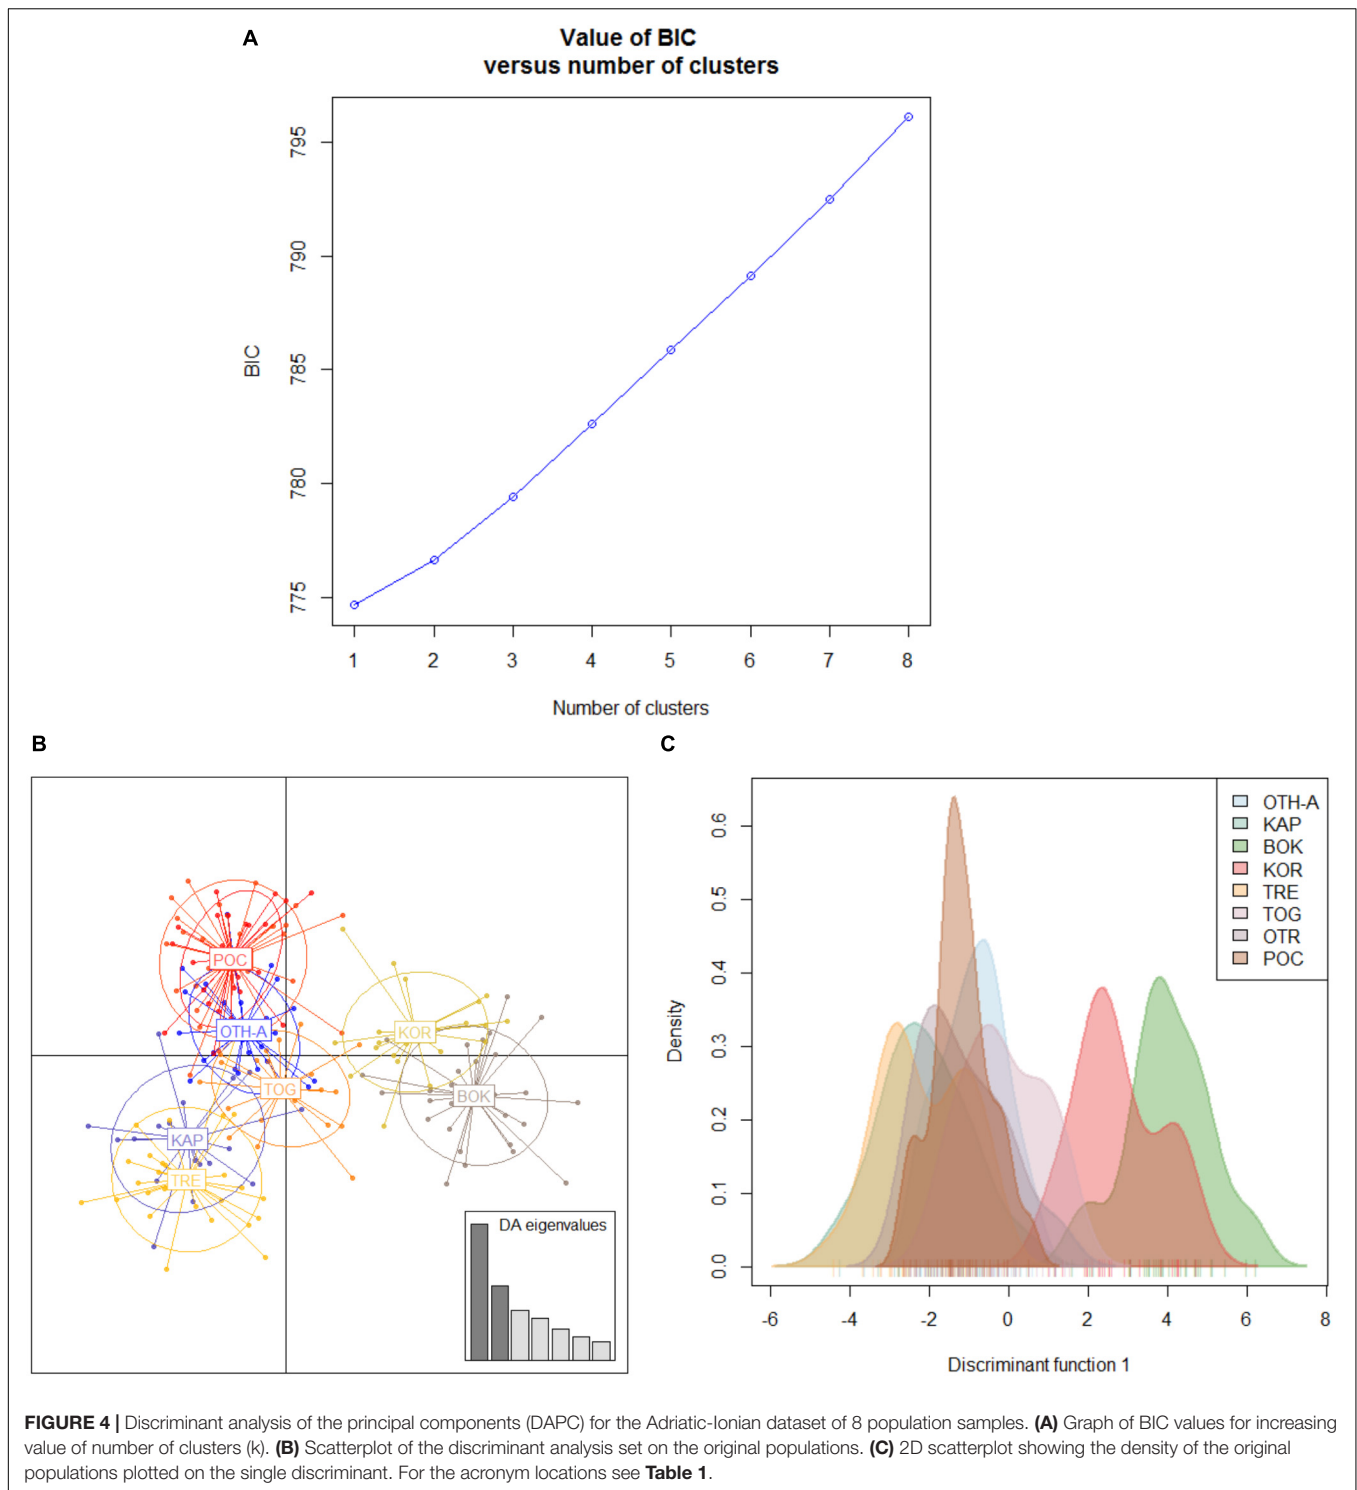 A
Value of BIC
versus number of clusters
795
790
785
780
775
BIC
1 2 3 4 5 6 7 8
Number of clusters
B
POC
OTH-A
KOR
TOG
BOK
KAP
TRE
DA eigenvalues
C
OTH-A
KAP
BOK
KOR
TRE
TOG
OTR
POC
0.6
0.5
0.4
0.3
0.2
0.1
0.0
Density
-6 -4 -2 0 2 4 6 8
Discriminant function 1
FIGURE 4 | Discriminant analysis of the principal components (DAPC) for the Adriatic-Ionian dataset of 8 population samples. (A) Graph of BIC values for increasing
value of number of clusters (k). (B) Scatterplot of the discriminant analysis set on the original populations. (C) 2D scatterplot showing the density of the original
populations plotted on the single discriminant. For the acronym locations see Table 1.